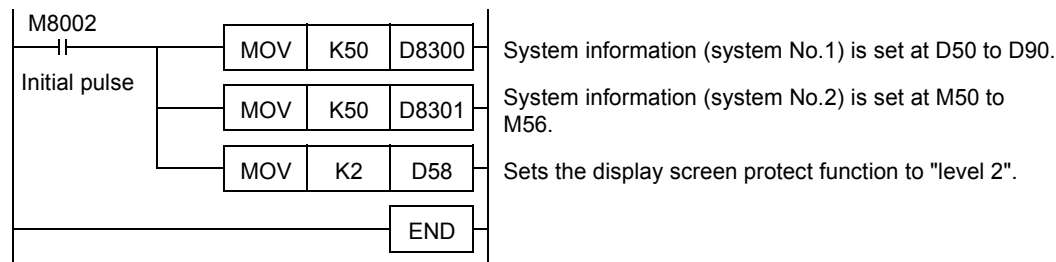 M8002
MOV K50 D8300
System information (system No.1) is set at D50 to D90.
Initial pulse
MOV K50 D8301
System information (system No.2) is set at M50 to
M56.
MOV K2 D58
Sets the display screen protect function to "level 2".
END